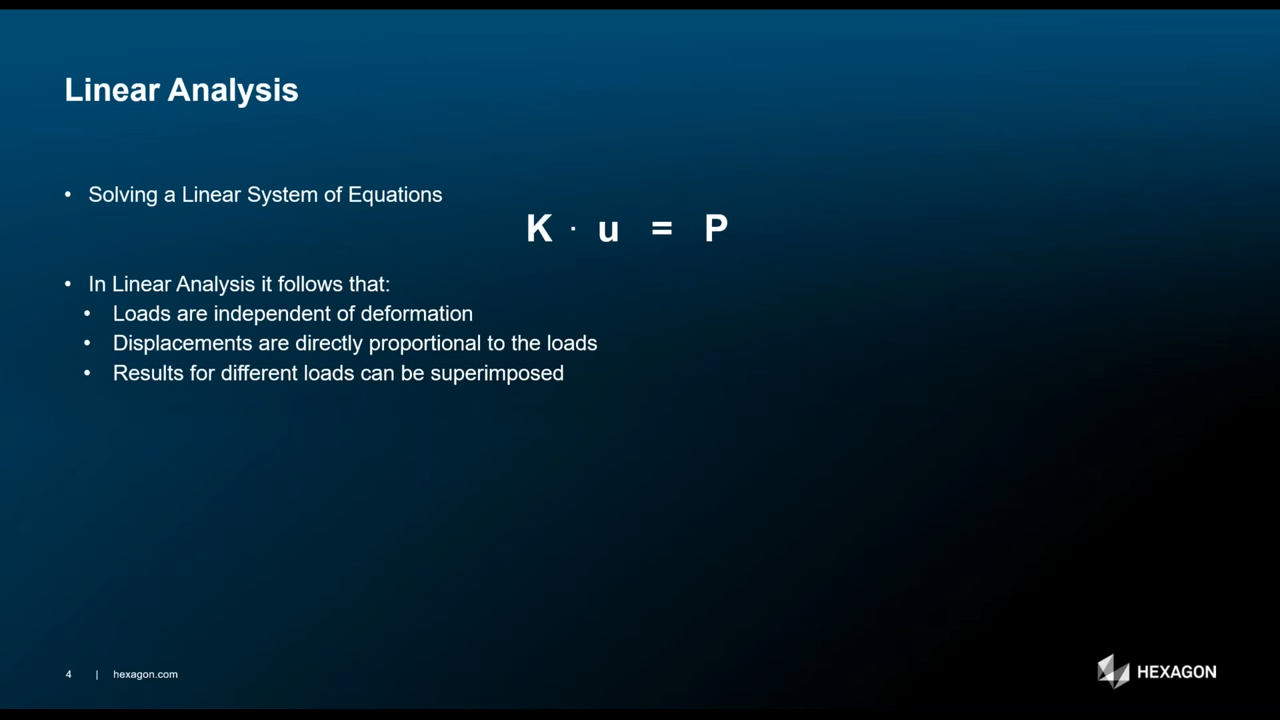 Linear Analysis
• Solving a Linear System of Equations
K · u = P
• In Linear Analysis it follows that:
• Loads are independent of deformation
• Displacements are directly proportional to the loads
• Results for different loads can be superimposed
4 | hexagon.com
HEXAGON